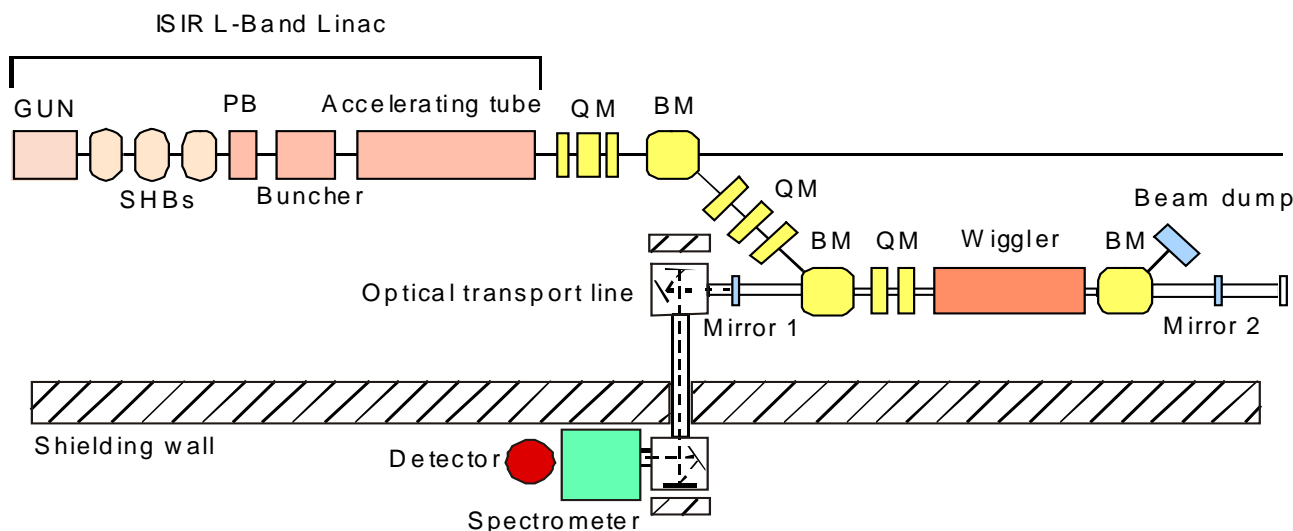 ISIR L-Band Linac
GUN
PB
Accelerating tube
QM
BM
SHBs
Buncher
QM
Beam dump
BM
QM
Wiggler
BM
Optical transport line
Mirror 1
Mirror 2
Shielding wall
Detector
Spectrometer